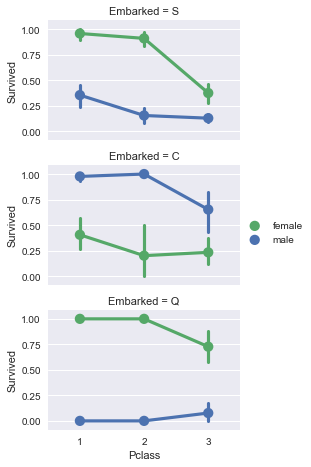 Embarked = S
Survived
1.00
0.75
0.50
0.25
0.00
Embarked = C
Survived
1.00
0.75
0.50
0.25
0.00
female
male
Embarked = Q
Survived
1.00
0.75
0.50
0.25
0.00
1 2 3
Pclass